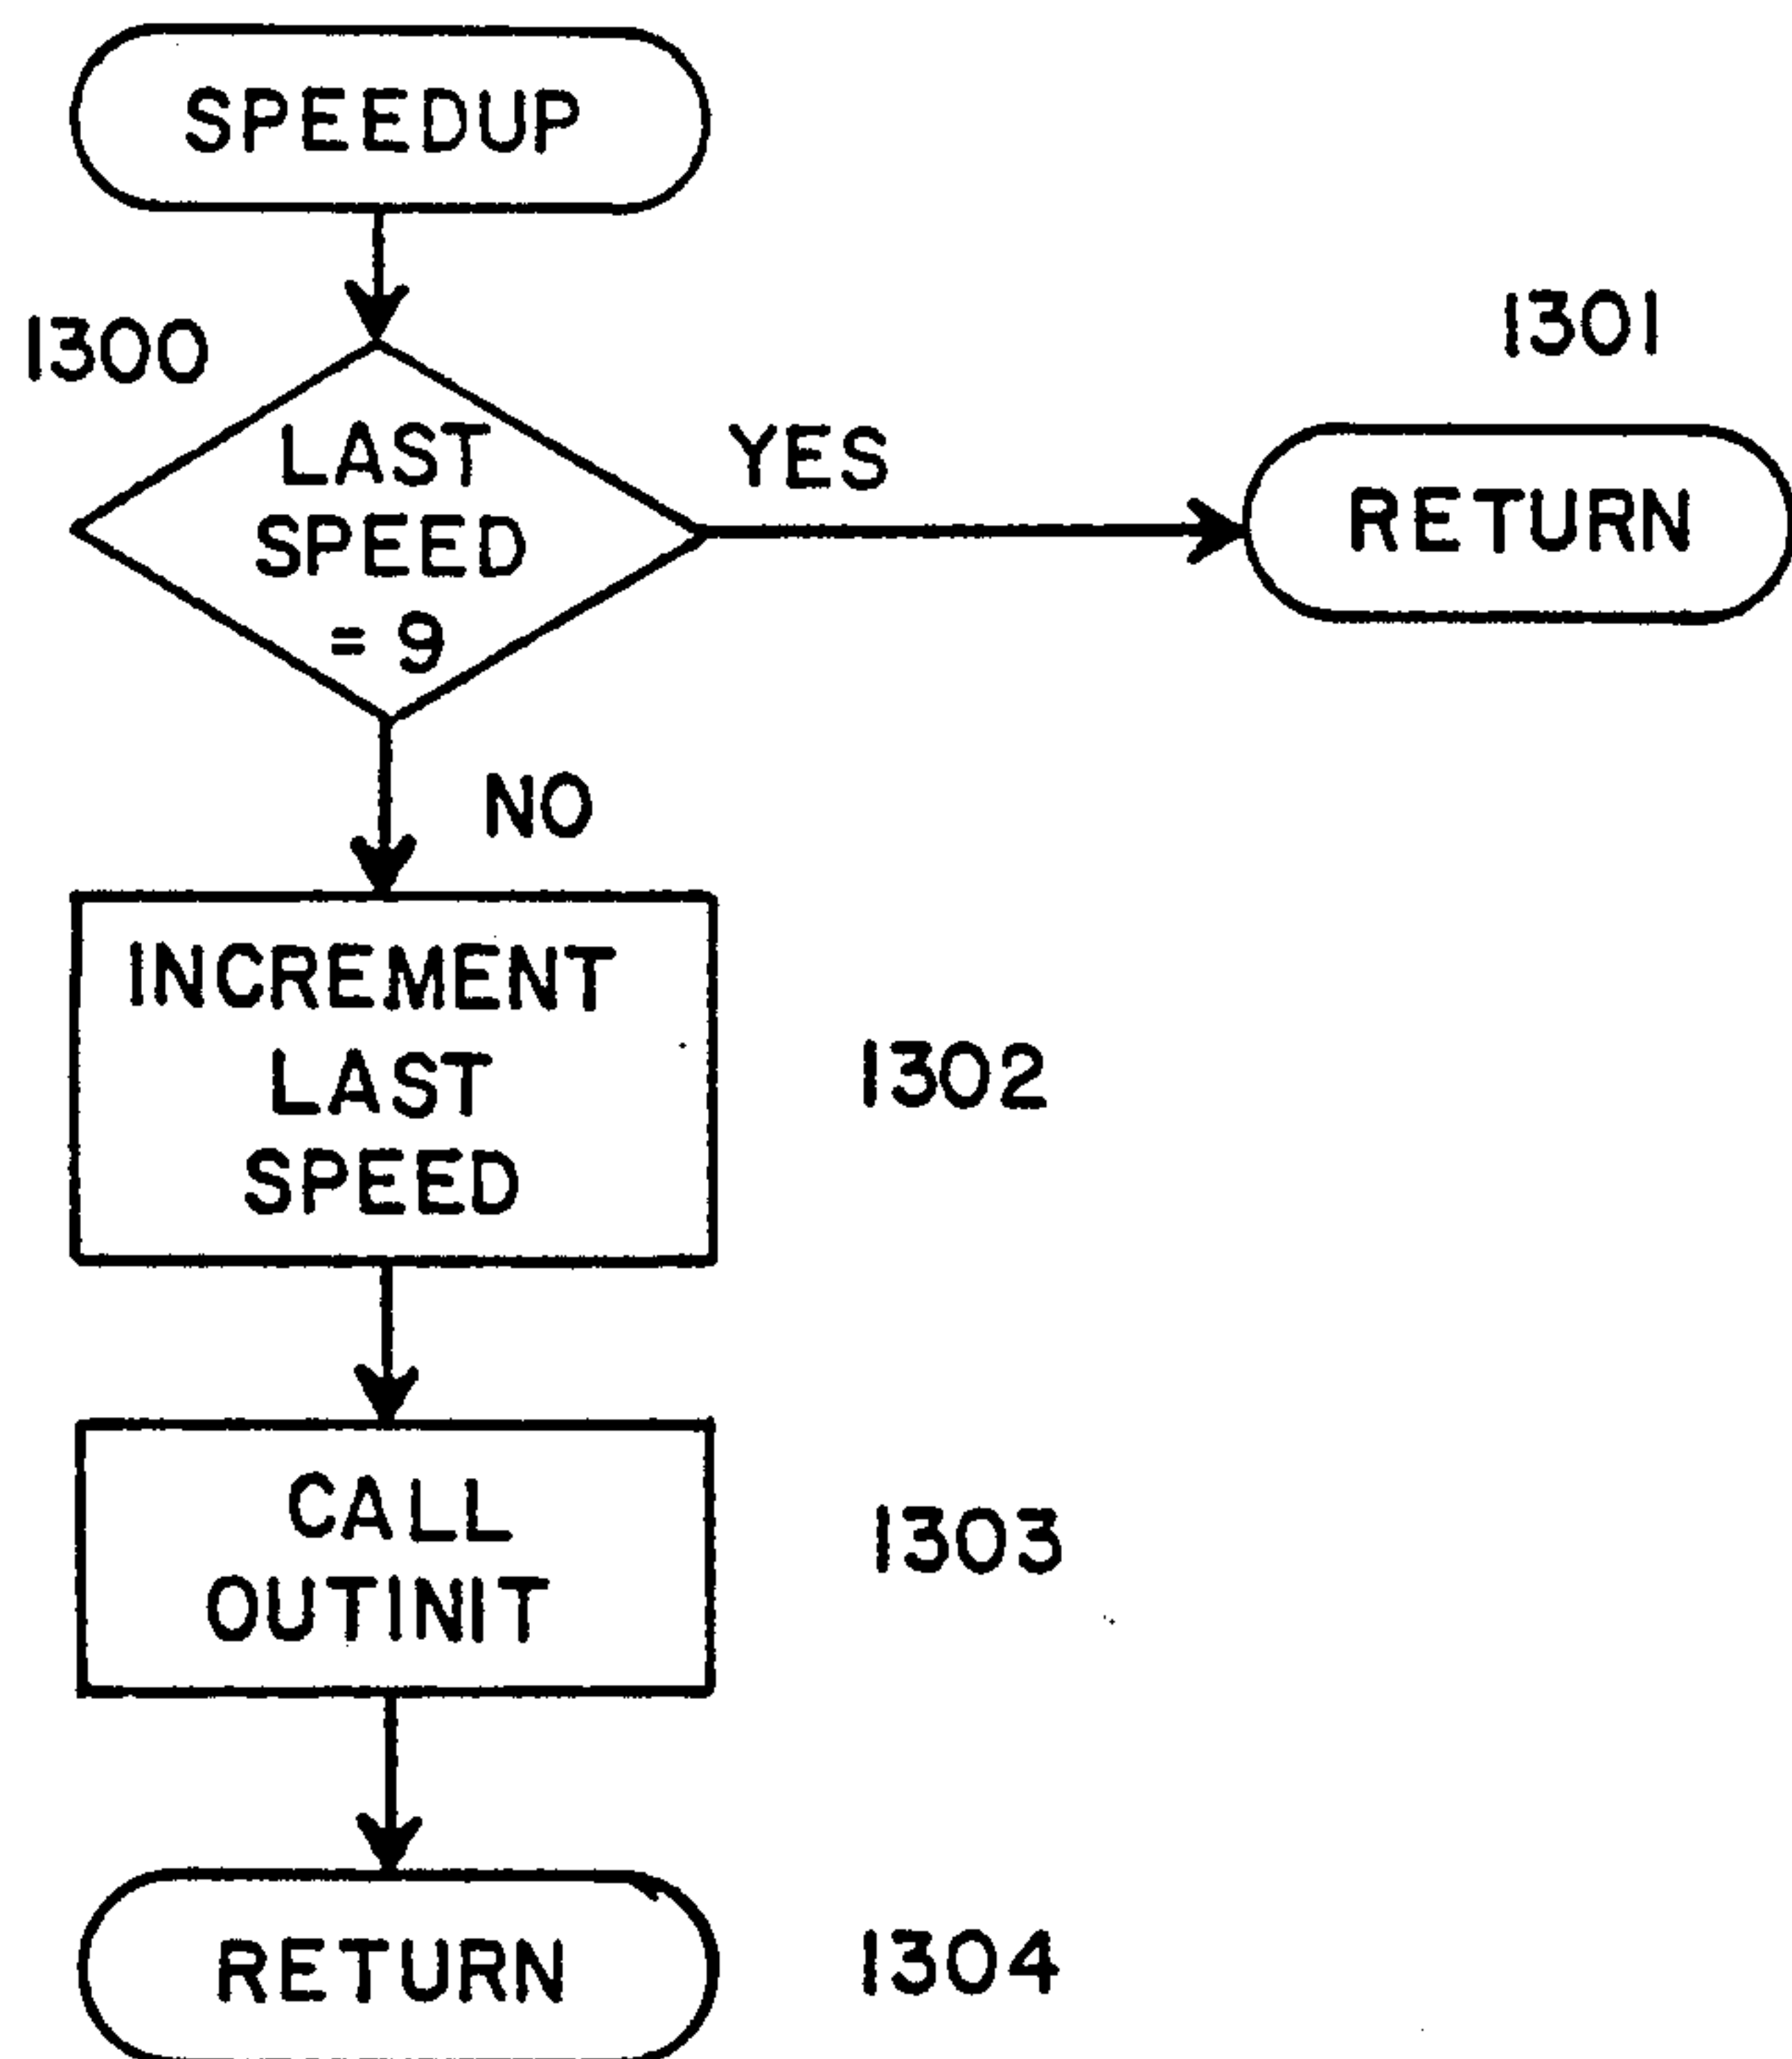 SPEEDUP
1300
1301
LAST
SPEED
= 9
YES
RETURN
NO
INCREMENT
LAST
SPEED
1302
CALL
OUTINIT
1303
RETURN
1304